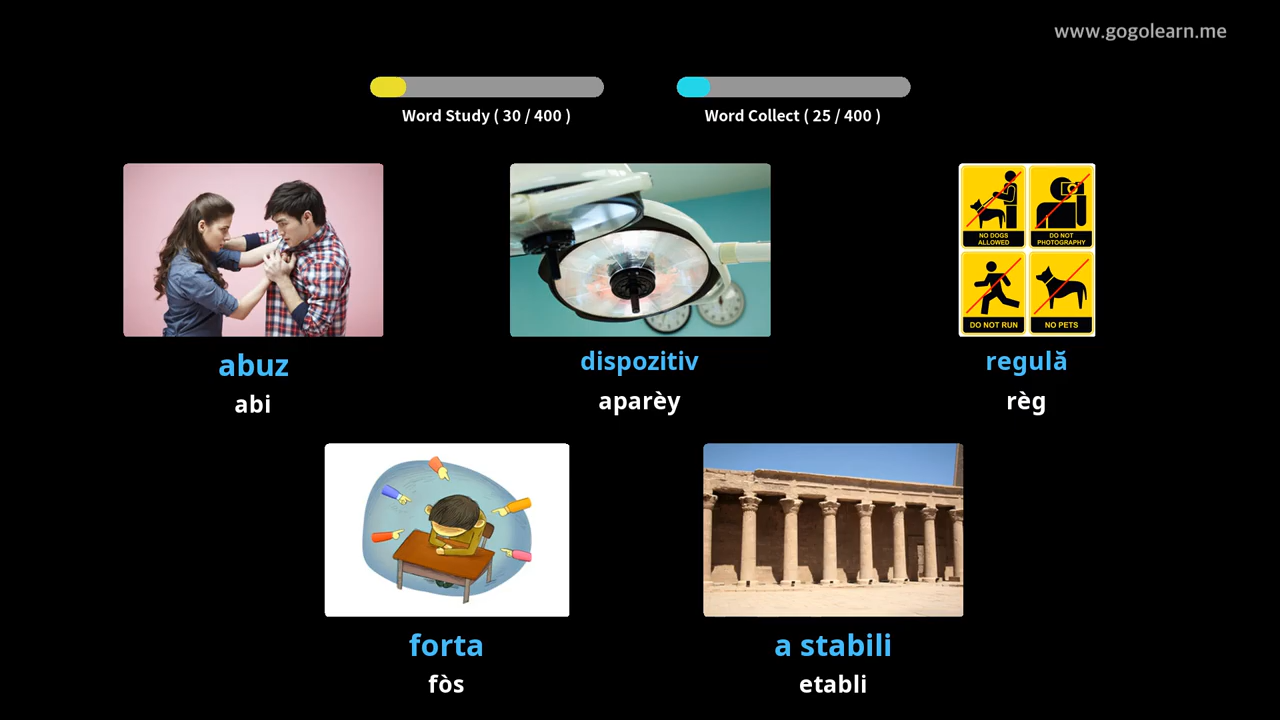 www.gogolearn.me
Word Study ( 30 / 400 )
Word Collect ( 25 / 400 )
NO DOGS
ALLOWED
DO NOT
PHOTOGRAPHY
DO NOT RUN
NO PETS
abuz
abi
dispozitiv
aparèy
regulă
règ
forta
fòs
a stabili
etabli